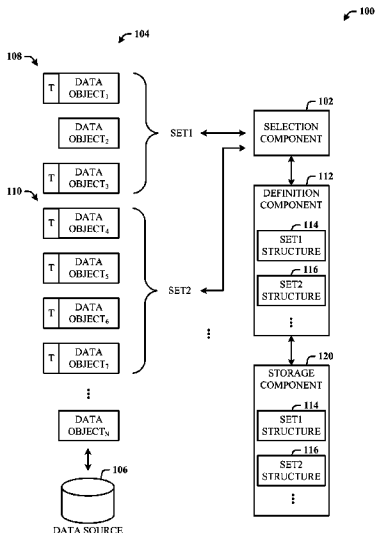 100
104
108
T DATA
OBJECT1
DATA
OBJECT2
T DATA
OBJECT3
SET1
110
T DATA
OBJECT4
T DATA
OBJECT5
T DATA
OBJECT6
T DATA
OBJECT7
SET2
DATA
OBJECTN
106
DATA SOURCE
102
SELECTION
COMPONENT
112
DEFINITION
COMPONENT
114
SET1
STRUCTURE
116
SET2
STRUCTURE
120
STORAGE
COMPONENT
114
SET1
STRUCTURE
116
SET2
STRUCTURE